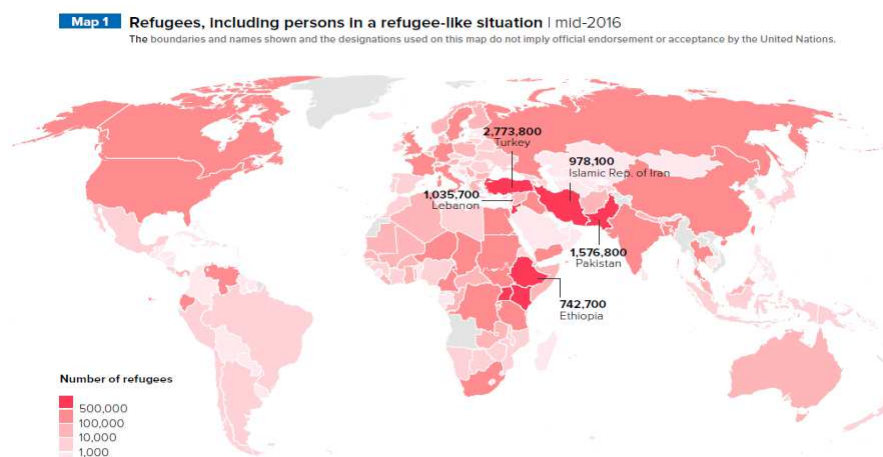 Map 1 Refugees, including persons in a refugee-like situation | mid-2016
The boundaries and names shown and the designations used on this map do not imply official endorsement or acceptance by the United Nations.
2,773,800
Turkey
978,100
Islamic Rep. of Iran
1,035,700
Lebanon
1,576,800
Pakistan
742,700
Ethiopia
Number of refugees
500,000
100,000
10,000
1,000